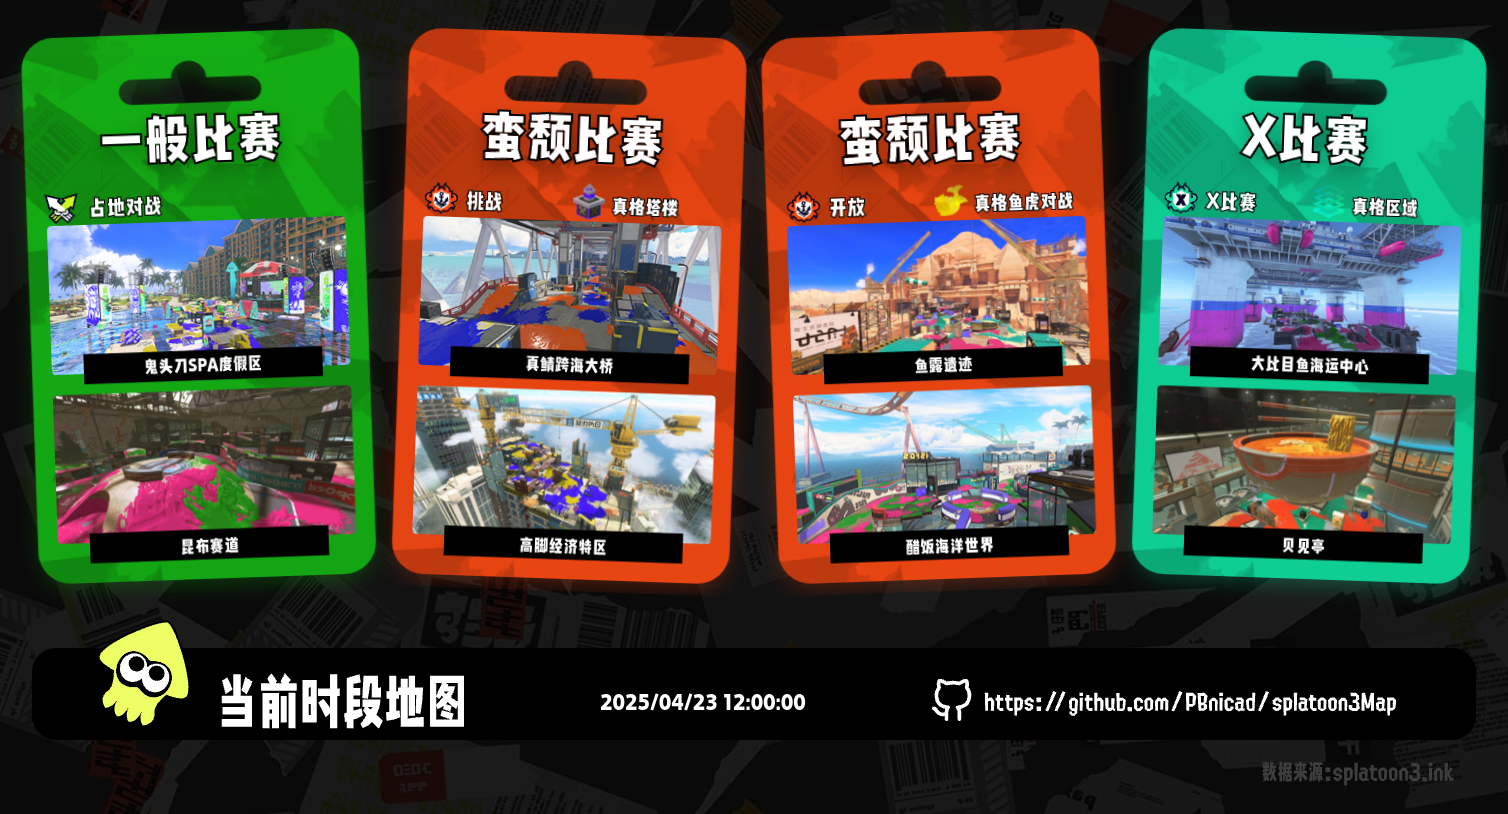 一般比赛
占地对战
鬼头刀SPA度假区
昆布赛道
蛮颓比赛
挑战
真格塔楼
真鲭跨海大桥
高脚经济特区
蛮颓比赛
开放
真格鱼虎对战
鱼露遗迹
醋饭海洋世界
X比赛
X比赛
真格区域
大比目鱼海运中心
贝见亭
当前时段地图
2025/04/23 12:00:00
https://github.com/PBnicad/splatoon3Map
数据来源:splatoon3.ink